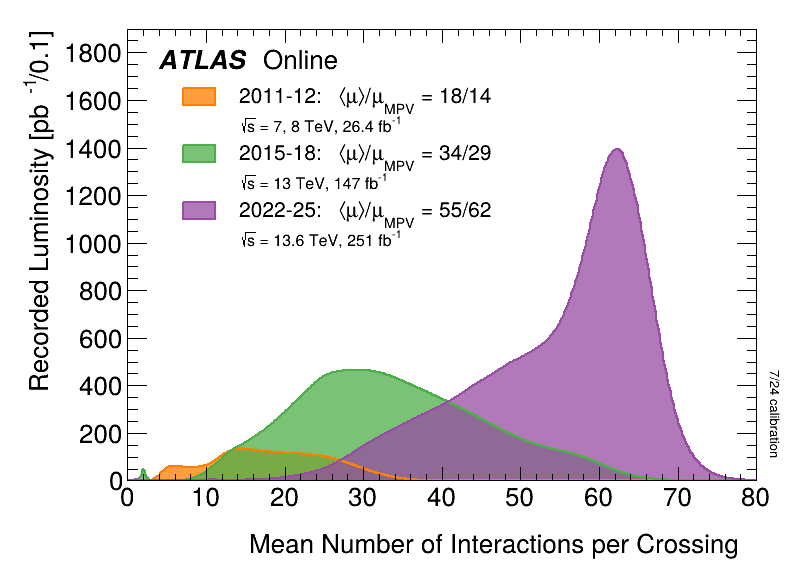 ATLAS Online
2011-12: ⟨μ⟩/μMPV = 18/14
√s = 7, 8 TeV, 26.4 fb-1
2015-18: ⟨μ⟩/μMPV = 34/29
√s = 13 TeV, 147 fb-1
2022-25: ⟨μ⟩/μMPV = 55/62
√s = 13.6 TeV, 251 fb-1
Recorded Luminosity [pb-1/0.1]
1800
1600
1400
1200
1000
800
600
400
200
0
0 10 20 30 40 50 60 70 80
Mean Number of Interactions per Crossing
7/24 calibration